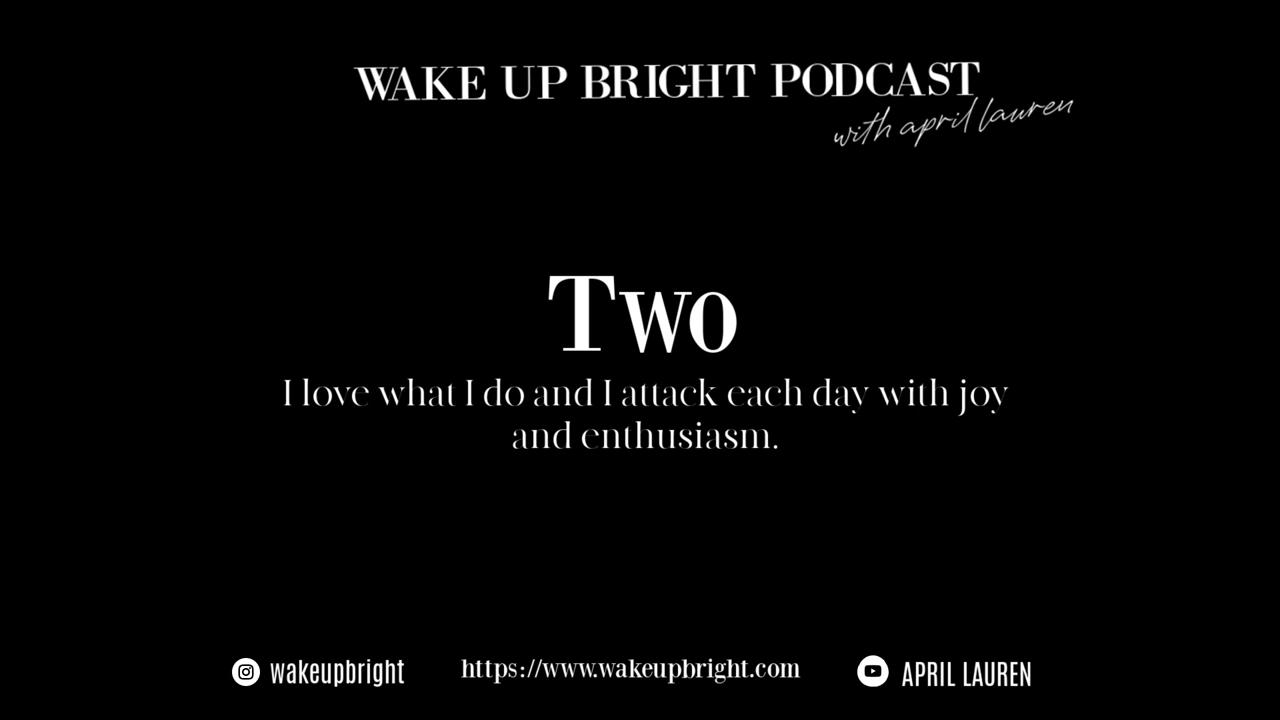 WAKE UP BRIGHT PODCAST
with april lauren
Two
I love what I do and I attack each day with joy
and enthusiasm.
wakeupbright
https://www.wakeupbright.com
APRIL LAUREN